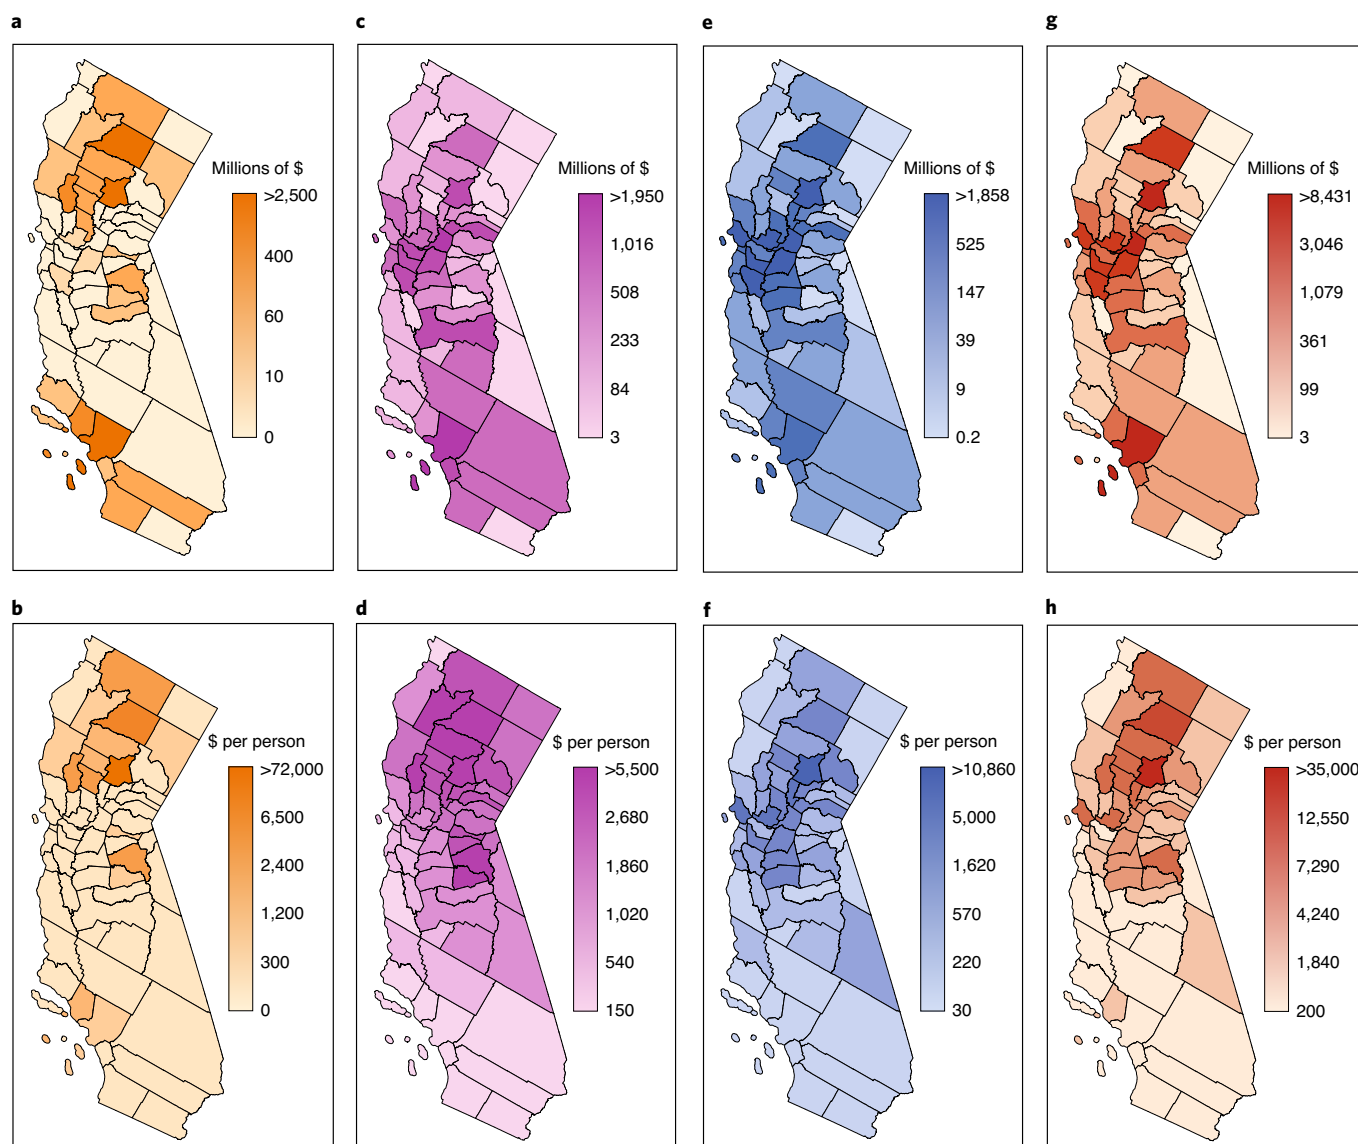 a
Millions of $
>2,500
400
60
10
0
c
Millions of $
>1,950
1,016
508
233
84
3
e
Millions of $
>1,858
525
147
39
9
0.2
g
Millions of $
>8,431
3,046
1,079
361
99
3
b
$ per person
>72,000
6,500
2,400
1,200
300
0
d
$ per person
>5,500
2,680
1,860
1,020
540
150
f
$ per person
>10,860
5,000
1,620
570
220
30
h
$ per person
>35,000
12,550
7,290
4,240
1,840
200